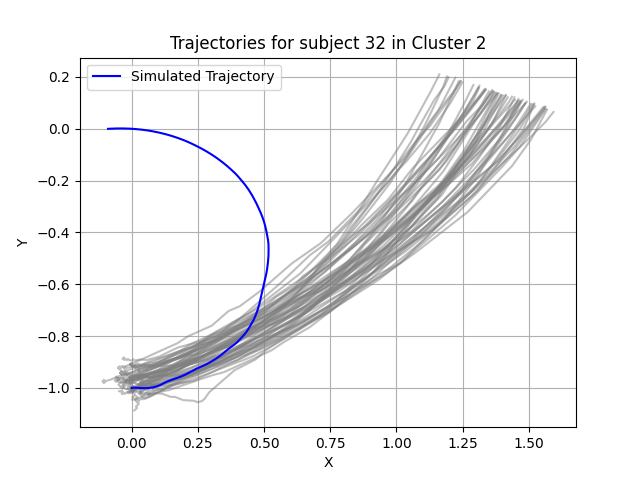 Trajectories for subject 32 in Cluster 2
Simulated Trajectory
0.2
0.0
−0.2
−0.4
−0.6
−0.8
−1.0
Y
0.00 0.25 0.50 0.75 1.00 1.25 1.50
X